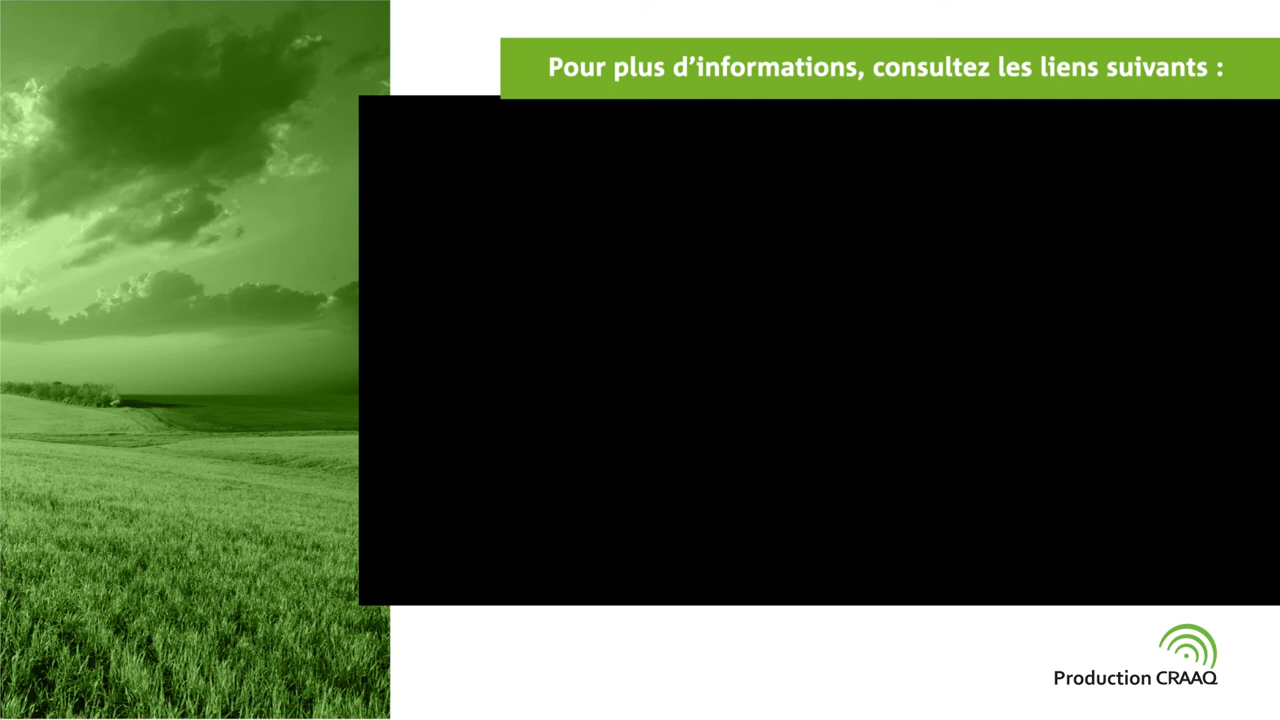 Pour plus d’informations, consultez les liens suivants :
Production CRAAQ